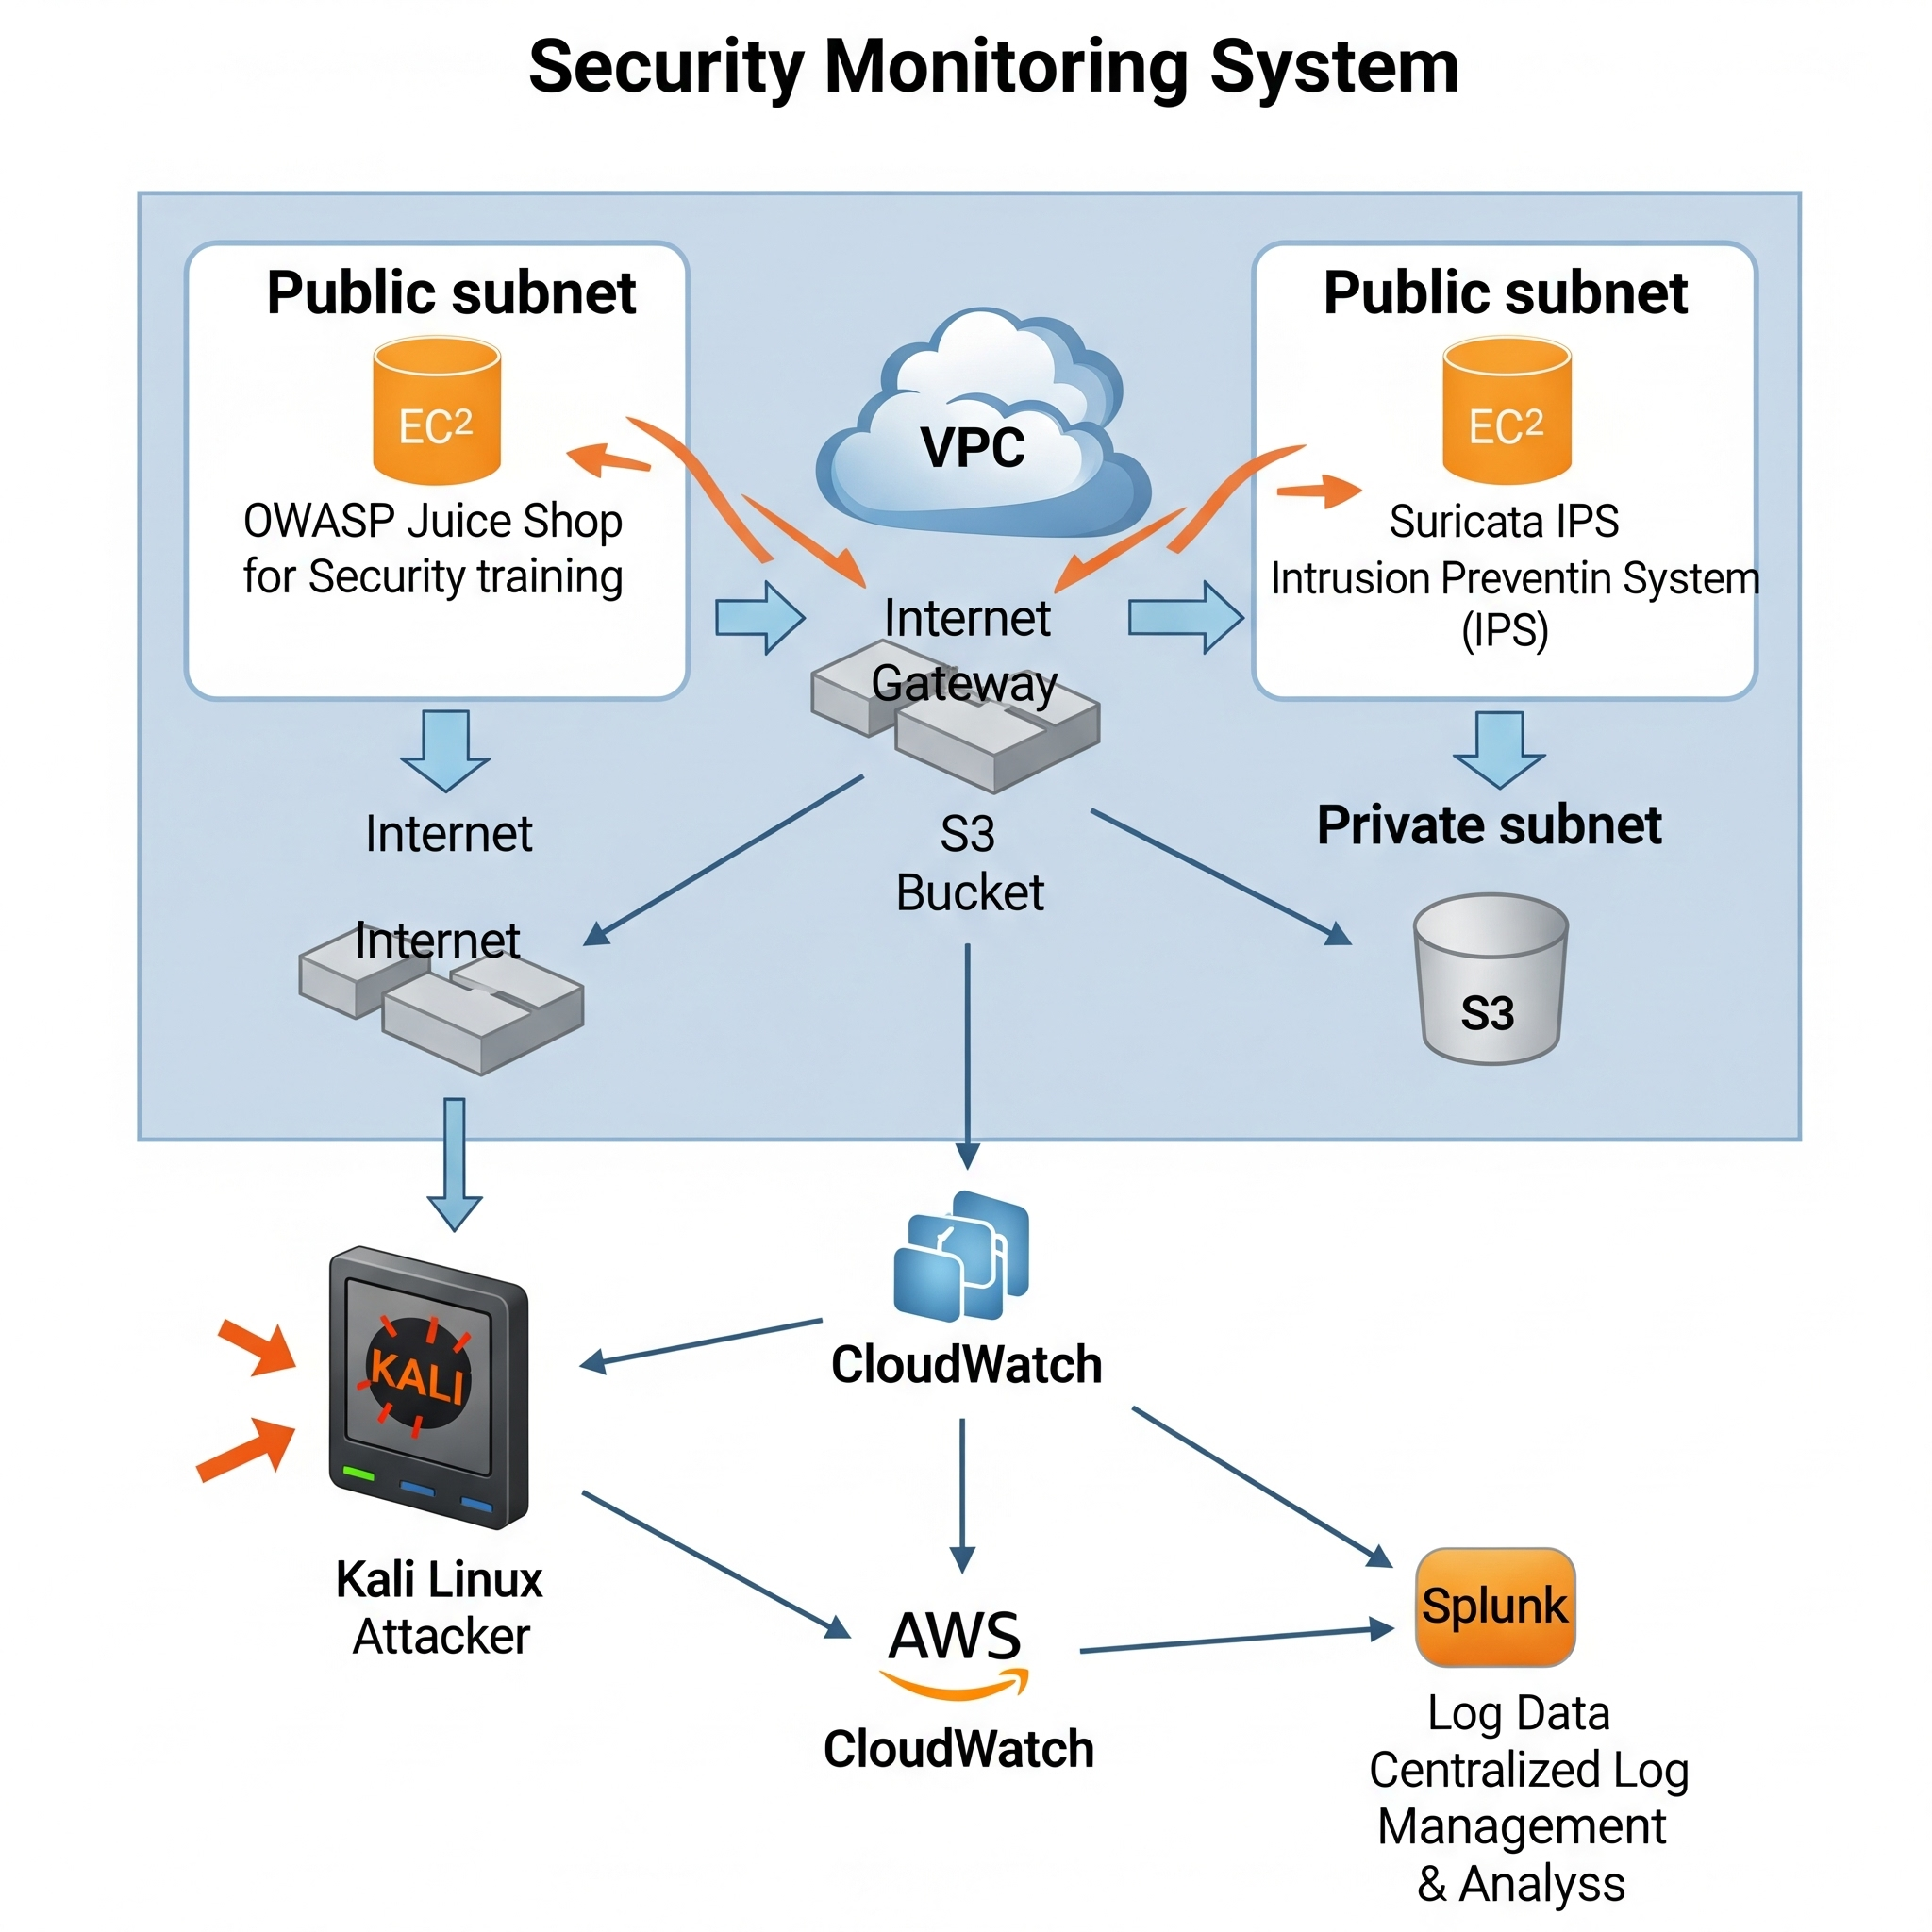 Security Monitoring System
Public subnet
EC2
OWASP Juice Shop
for Security training
VPC
Public subnet
EC2
Suricata IPS
Intrusion Preventin System
(IPS)
Internet
Gateway
Internet
S3
Bucket
Private subnet
Internet
S3
KALI
Kali Linux
Attacker
CloudWatch
AWS
CloudWatch
Splunk
Log Data
Centralized Log
Management
& Analyss